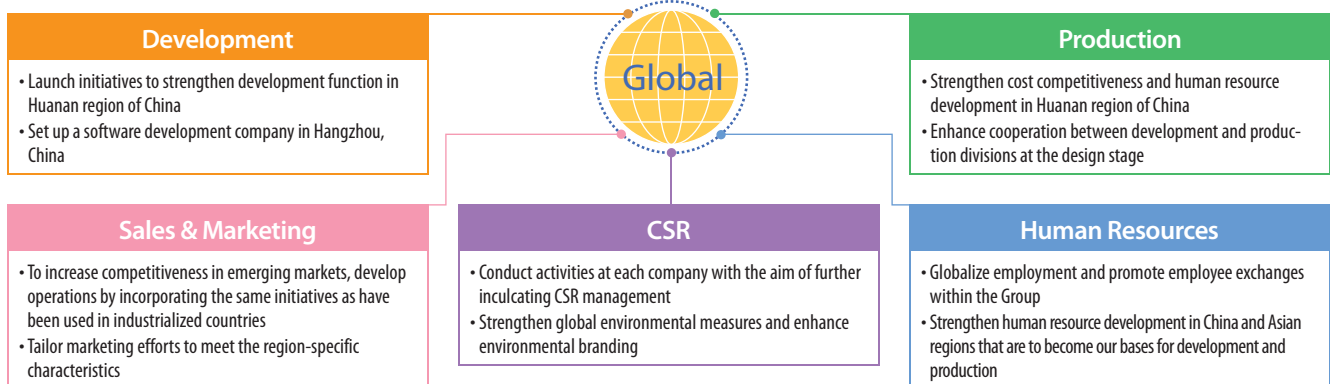 Global
Development
• Launch initiatives to strengthen development function in
Huanan region of China
• Set up a software development company in Hangzhou,
China
Production
• Strengthen cost competitiveness and human resource
development in Huanan region of China
• Enhance cooperation between development and produc-
tion divisions at the design stage
Sales & Marketing
• To increase competitiveness in emerging markets, develop
operations by incorporating the same initiatives as have
been used in industrialized countries
• Tailor marketing efforts to meet the region-specific
characteristics
CSR
• Conduct activities at each company with the aim of further
inculcating CSR management
• Strengthen global environmental measures and enhance
environmental branding
Human Resources
• Globalize employment and promote employee exchanges
within the Group
• Strengthen human resource development in China and Asian
regions that are to become our bases for development and
production